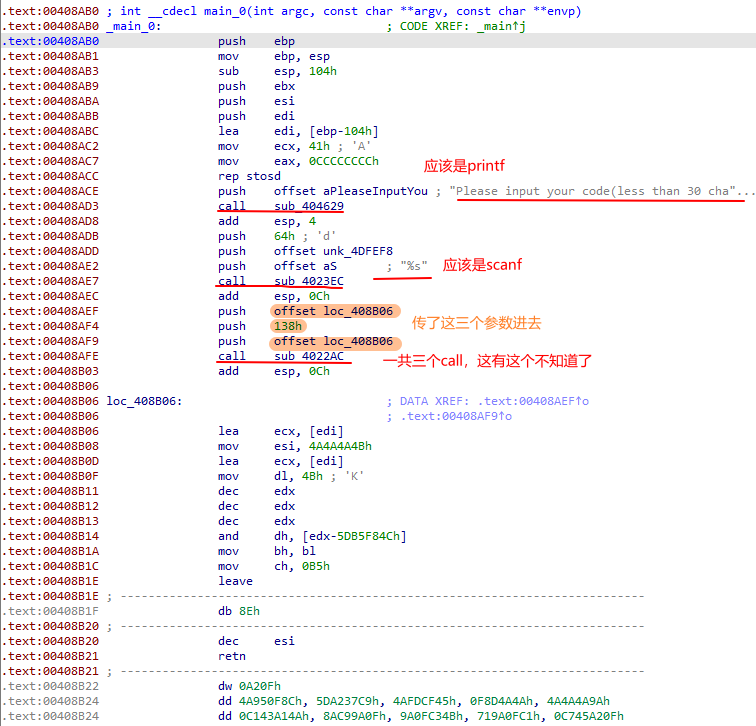 .text:00408AB0 ; int __cdecl main_0(int argc, const char **argv, const char **envp)
.text:00408AB0 _main_0: ; CODE XREF: _main↑j
.text:00408AB0 push ebp
.text:00408AB1 mov ebp, esp
.text:00408AB3 sub esp, 104h
.text:00408AB9 push ebx
.text:00408ABA push esi
.text:00408ABB push edi
.text:00408ABC lea edi, [ebp-104h]
.text:00408AC2 mov ecx, 41h ; 'A'
.text:00408AC7 mov eax, 0CCCCCCCCh
.text:00408ACC rep stosd
应该是printf
.text:00408ACE push offset aPleaseInputYou ; "Please input your code(less than 30 cha"...
.text:00408AD3 call sub_404629
.text:00408AD8 add esp, 4
.text:00408ADB push 64h ; 'd'
.text:00408ADD push offset unk_4DFEF8
.text:00408AE2 push offset aS ; "%s" 应该是scanf
.text:00408AE7 call sub_4023EC
.text:00408AEC add esp, 0Ch
.text:00408AEF push offset loc_408B06
.text:00408AF4 push 138h 传了这三个参数进去
.text:00408AF9 push offset loc_408B06
.text:00408AFE call sub_4022AC 一共三个call，这有这个不知道了
.text:00408B03 add esp, 0Ch
.text:00408B06
.text:00408B06 loc_408B06: ; DATA XREF: .text:00408AEF↑o
.text:00408B06 ; .text:00408AF9↑o
.text:00408B06 lea ecx, [edi]
.text:00408B08 mov esi, 4A4A4A4Bh
.text:00408B0D lea ecx, [edi]
.text:00408B0F mov dl, 4Bh ; 'K'
.text:00408B11 dec edx
.text:00408B12 dec edx
.text:00408B13 dec edx
.text:00408B14 and dh, [edx-5DB5F84Ch]
.text:00408B1A mov bh, bl
.text:00408B1C mov ch, 0B5h
.text:00408B1E leave
.text:00408B1E ; ---------------------------------------------------------------------------
.text:00408B1F db 8Eh
.text:00408B20 ; ---------------------------------------------------------------------------
.text:00408B20 dec esi
.text:00408B21 retn
.text:00408B21 ; ---------------------------------------------------------------------------
.text:00408B22 dw 0A20Fh
.text:00408B24 dd 4A950F8Ch, 5DA237C9h, 4AFDCF45h, 0F8D4A4Ah, 4A4A4A9Ah
.text:00408B24 dd 0C143A14Ah, 8AC99A0Fh, 9A0FC34Bh, 719A0FC1h, 0C745A20Fh